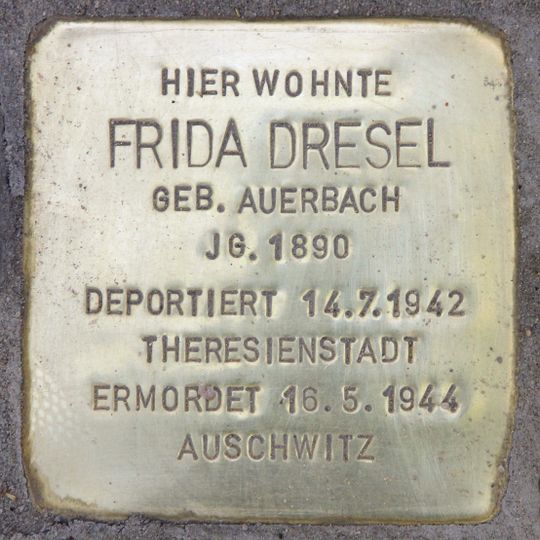 HIER WOHNTE
FRIDA DRESEL
GEB. AUERBACH
JG. 1890
DEPORTIERT 14.7.1942
THERESIENSTADT
ERMORDET 16.5.1944
AUSCHWITZ